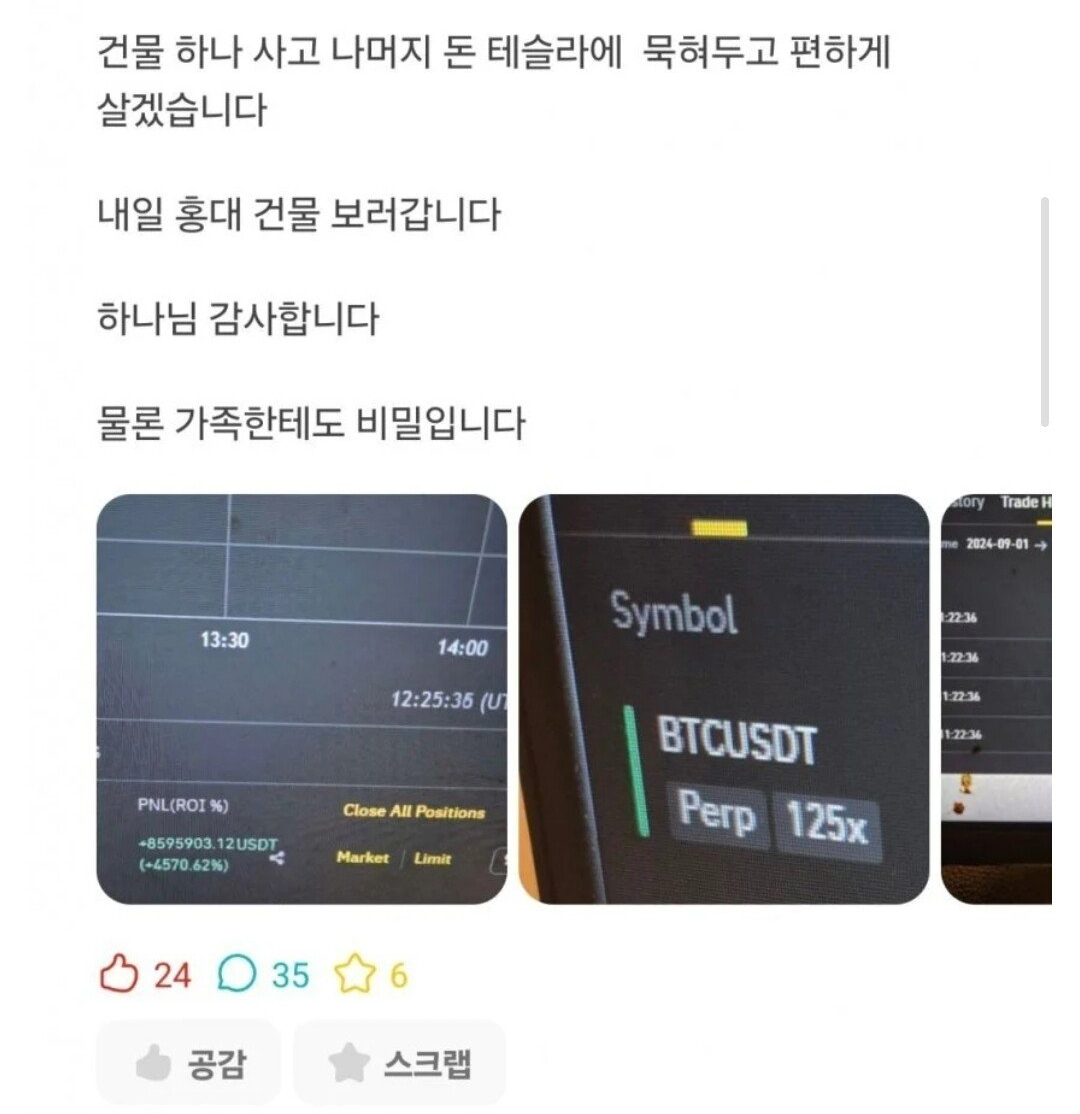 건물 하나 사고 나머지 돈 테슬라에 묵혀두고 편하게
살겠습니다
내일 홍대 건물 보러갑니다
하나님 감사합니다
물론 가족한테도 비밀입니다
13:30
14:00
12:25:36 (UT
PNL(ROI %)
Close All Positions
+8595903.12USDT
(+4570.62%)
Market | Limit
Symbol
BTCUSDT
Perp 125x
story Trade H
me 2024-09-01 →
1:22:36
1:22:36
1:22:36
11:22:36
24 35 6
공감 스크랩